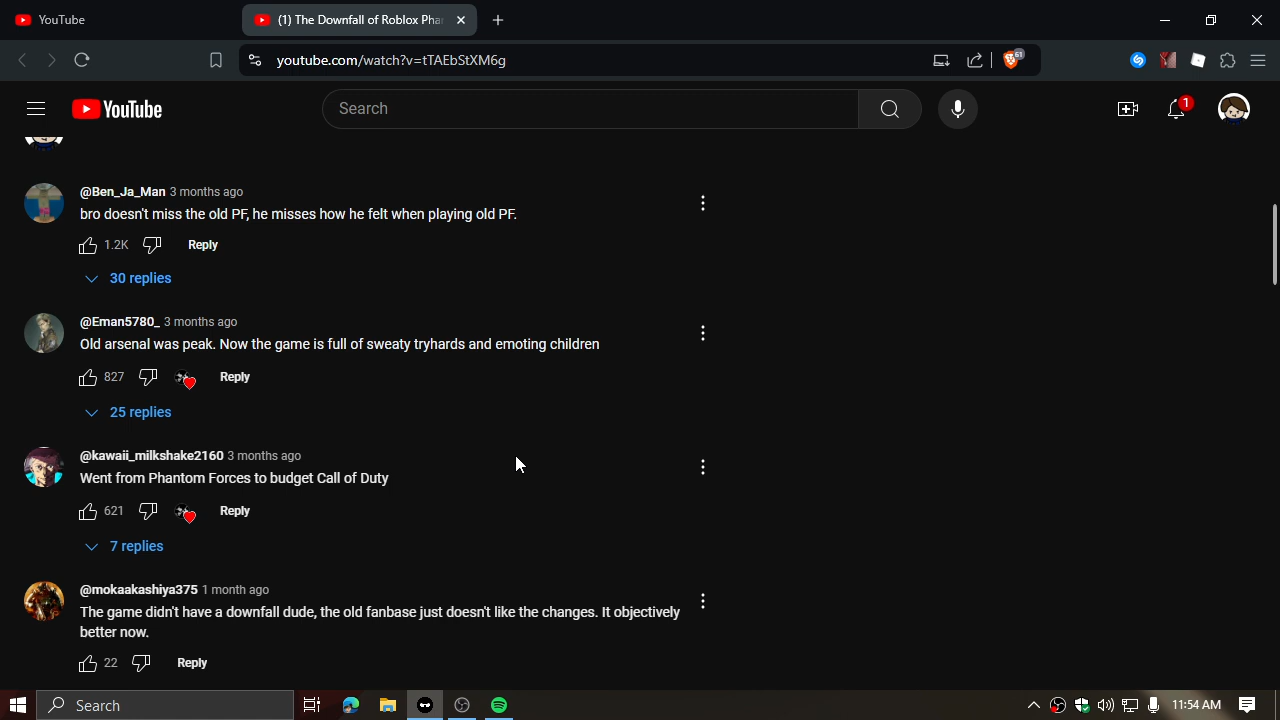 YouTube
(1) The Downfall of Roblox Pha
youtube.com/watch?v=tTAEbStXM6g
61
YouTube
Search
1
@Ben_Ja_Man 3 months ago
bro doesn't miss the old PF, he misses how he felt when playing old PF.
1.2K Reply
30 replies
@Eman5780_ 3 months ago
Old arsenal was peak. Now the game is full of sweaty tryhards and emoting children
827 Reply
25 replies
@kawaii_milkshake2160 3 months ago
Went from Phantom Forces to budget Call of Duty
621 Reply
7 replies
@mokaakashiya375 1 month ago
The game didn't have a downfall dude, the old fanbase just doesn't like the changes. It objectively
better now.
22 Reply
Search
11:54 AM